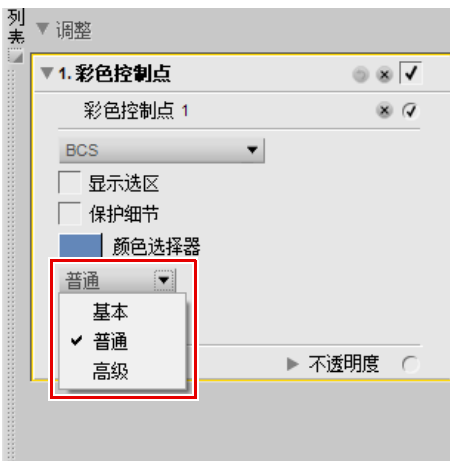 列表
调整
1. 彩色控制点
彩色控制点 1
BCS
显示选区
保护细节
颜色选择器
普通
基本
普通
高级
不透明度